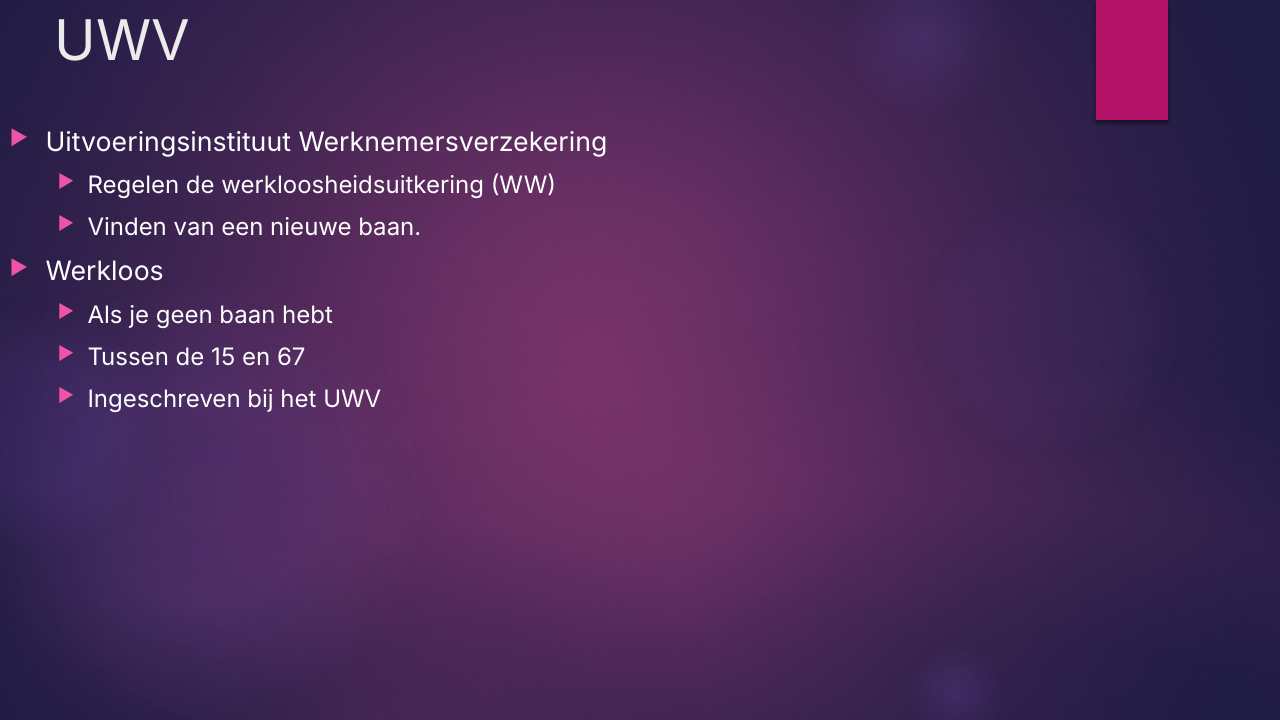 UWV
Uitvoeringsinstituut Werknemersverzekering
Regelen de werkloosheidsuitkering (WW)
Vinden van een nieuwe baan.
Werkloos
Als je geen baan hebt
Tussen de 15 en 67
Ingeschreven bij het UWV